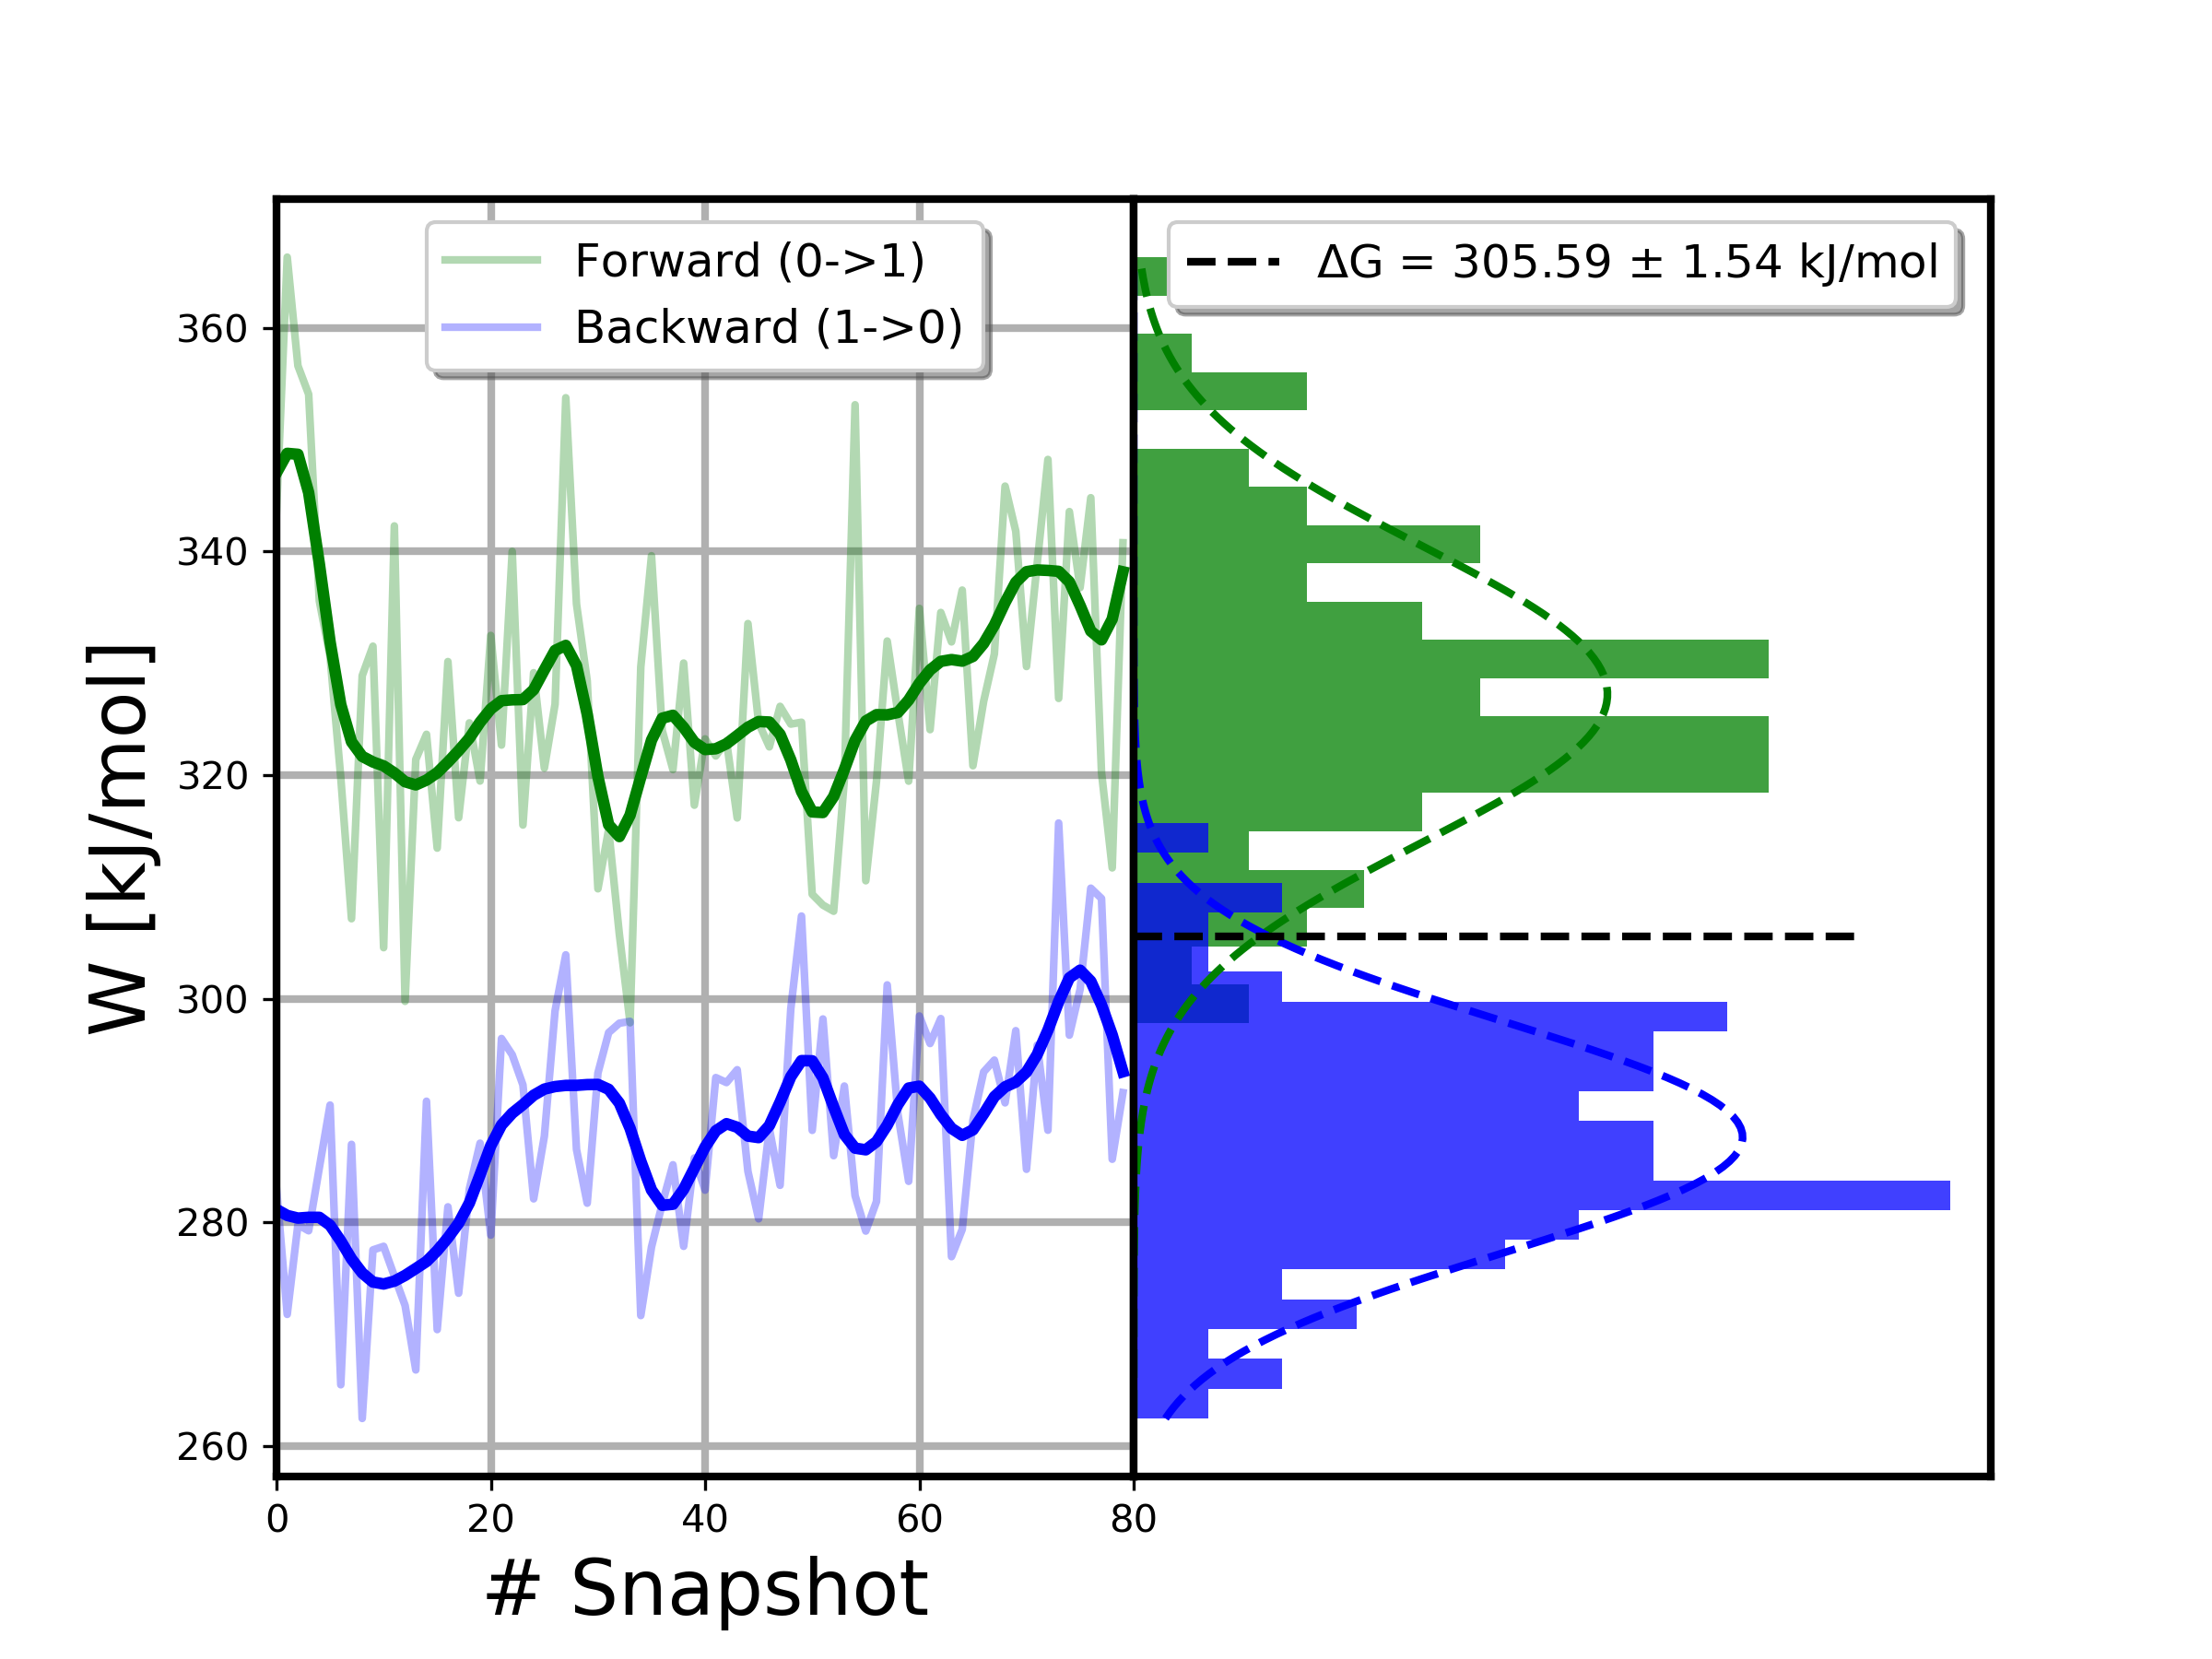 Forward (0->1)
Backward (1->0)
ΔG = 305.59 ± 1.54 kJ/mol
360
340
320
300
280
260
W [kJ/mol]
0 20 40 60 80
# Snapshot